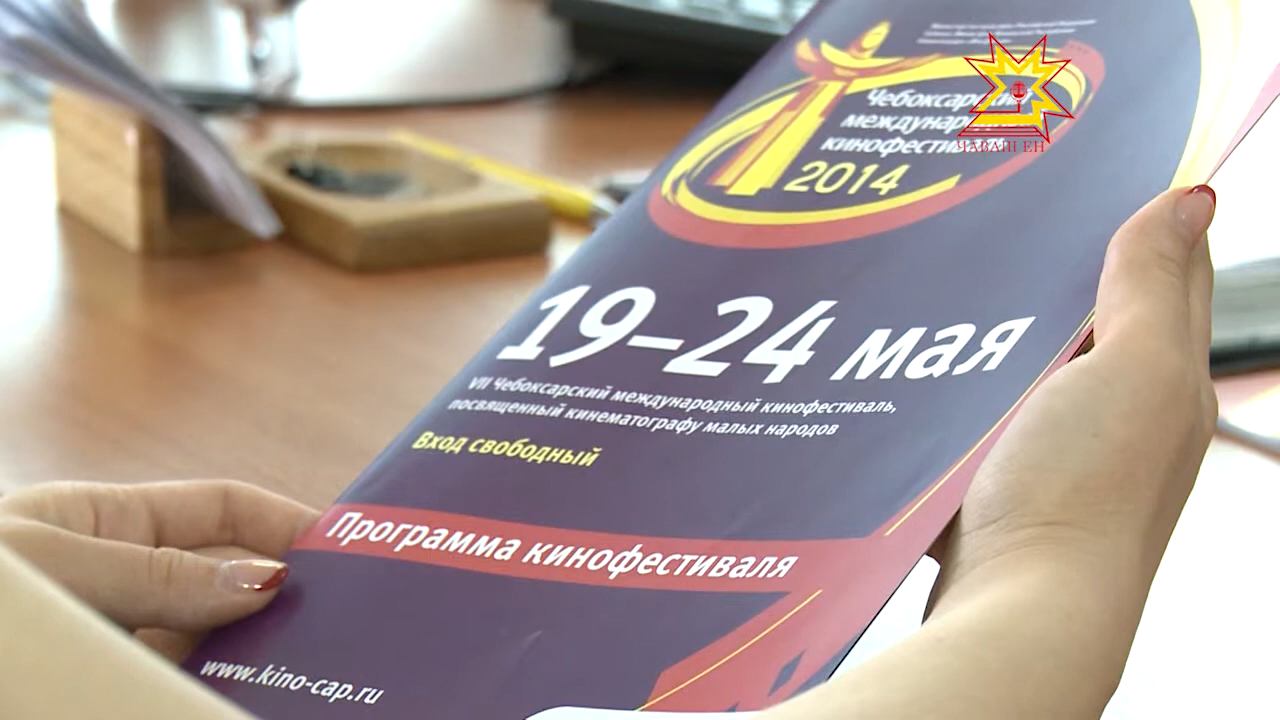 Чебоксарский
международный
кинофестиваль
2014
ЧĂВАШ ЕН
19–24 мая
VII Чебоксарский международный кинофестиваль,
посвященный кинематографу малых народов
Вход свободный
Программа кинофестиваля
www.kino-cap.ru